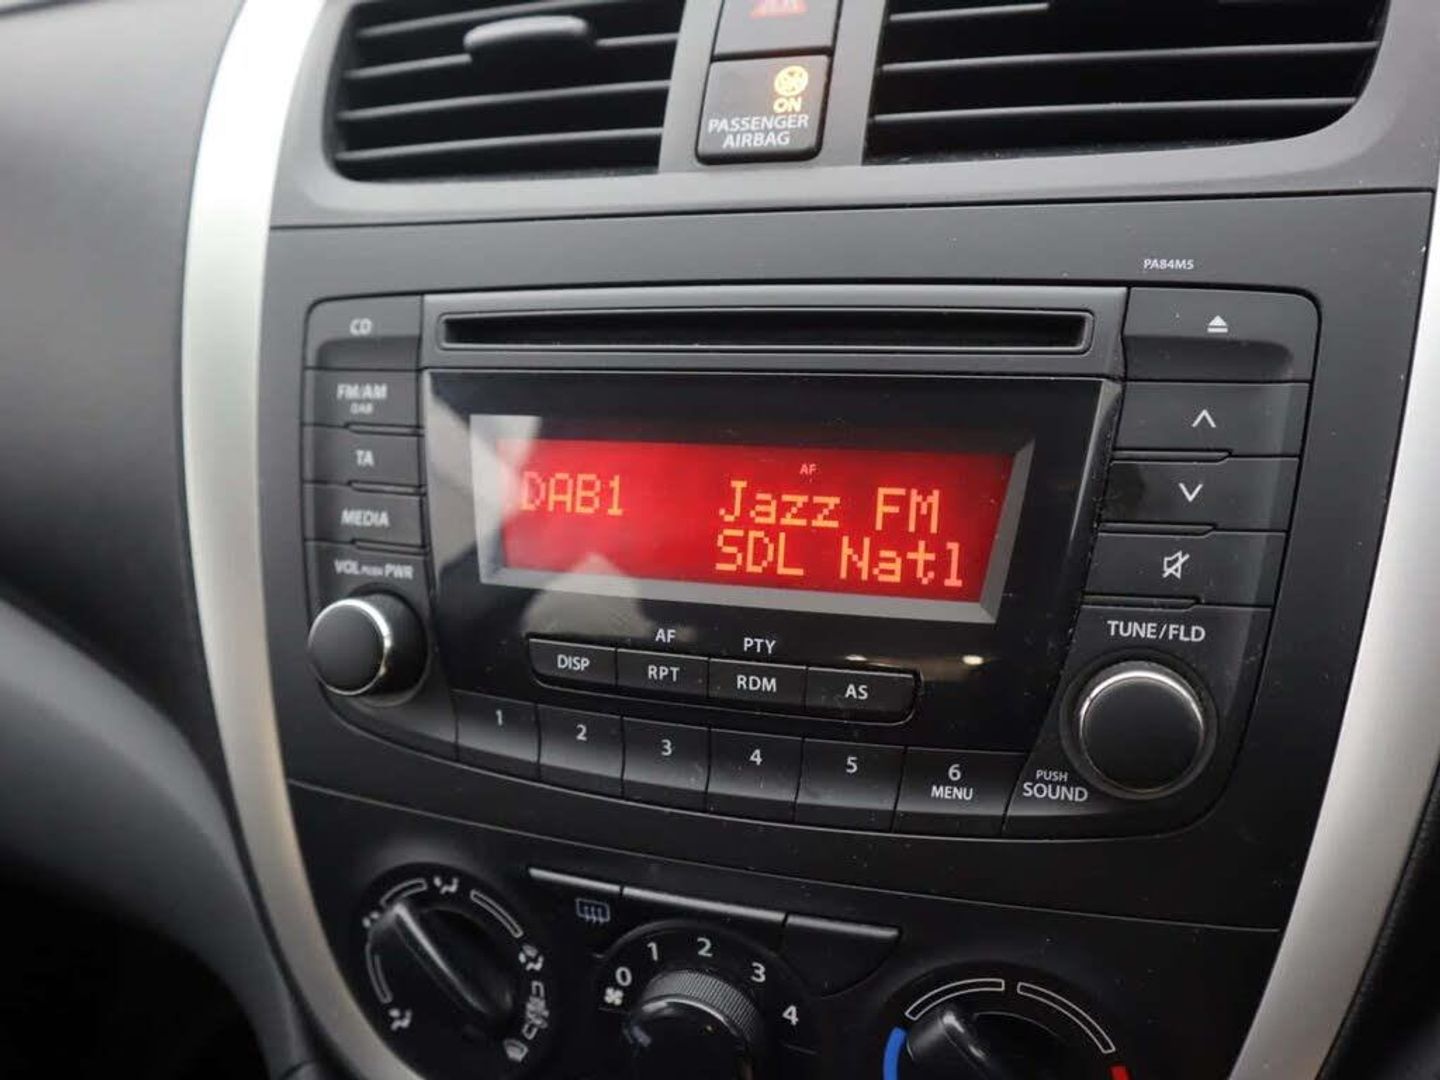 ON
PASSENGER
AIRBAG
PA84M5
CD
FM/AM
DAB
TA
MEDIA
VOL PUSH PWR
AF
DAB1 Jazz FM
SDL Natl
TUNE/FLD
AF PTY
DISP RPT RDM AS
1 2 3 4 5 6
MENU
PUSH
SOUND
0 1 2 3 4